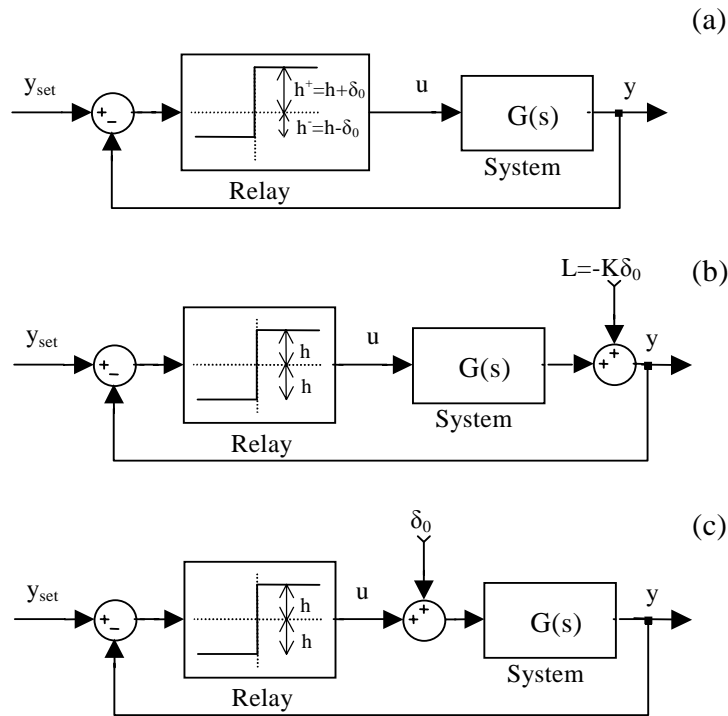 (a)
y_set
+
−
h⁺=h+δ₀
h⁻=h-δ₀
Relay
u
G(s)
System
y
(b)
L=-Kδ₀
y_set
+
−
h
h
Relay
u
G(s)
System
+
+
y
(c)
δ₀
y_set
+
−
h
h
Relay
u
+
+
G(s)
System
y